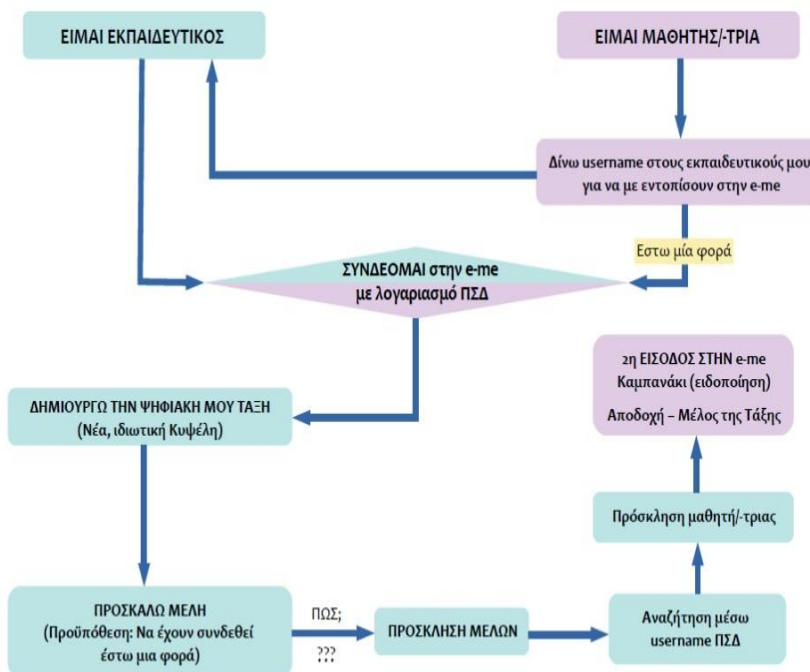 ΕΙΜΑΙ ΕΚΠΑΙΔΕΥΤΙΚΟΣ
ΕΙΜΑΙ ΜΑΘΗΤΗΣ/-ΤΡΙΑ
Δίνω username στους εκπαιδευτικούς μου
για να με εντοπίσουν στην e-me
Εστω μία φορά
ΣΥΝΔΕΟΜΑΙ στην e-me
με λογαριασμό ΠΣΔ
2η ΕΙΣΟΔΟΣ ΣΤΗΝ e-me
Καμπανάκι (ειδοποίηση)
Αποδοχή – Μέλος της Τάξης
ΔΗΜΙΟΥΡΓΩ ΤΗΝ ΨΗΦΙΑΚΗ ΜΟΥ ΤΑΞΗ
(Νέα, ιδιωτική Κυψέλη)
Πρόσκληση μαθητή/-τριας
ΠΡΟΣΚΑΛΩ ΜΕΛΗ
(Προϋπόθεση: Να έχουν συνδεθεί
έστω μια φορά)
ΠΩΣ;
???
ΠΡΟΣΚΛΗΣΗ ΜΕΛΩΝ
Αναζήτηση μέσω
username ΠΣΔ